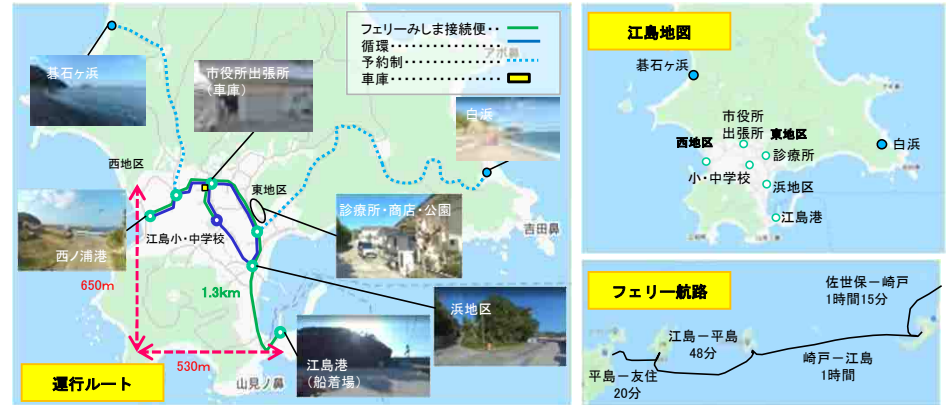 フェリーみしま接続便‥
循環‥‥‥‥‥‥
予約制‥‥‥‥‥
車庫‥‥‥‥‥‥
アボ鼻
碁石ヶ浜
市役所出張所
(車庫)
白浜
西地区
東地区
診療所・商店・公園
吉田鼻
江島小・中学校
西ノ浦港
650m
1.3km
浜地区
530m
江島港
(船着場)
山見ノ鼻
運行ルート
江島地図
碁石ヶ浜
市役所
出張所
東地区
西地区
診療所
白浜
小・中学校
浜地区
江島港
フェリー航路
佐世保－崎戸
1時間15分
江島－平島
48分
崎戸－江島
1時間
平島－友住
20分